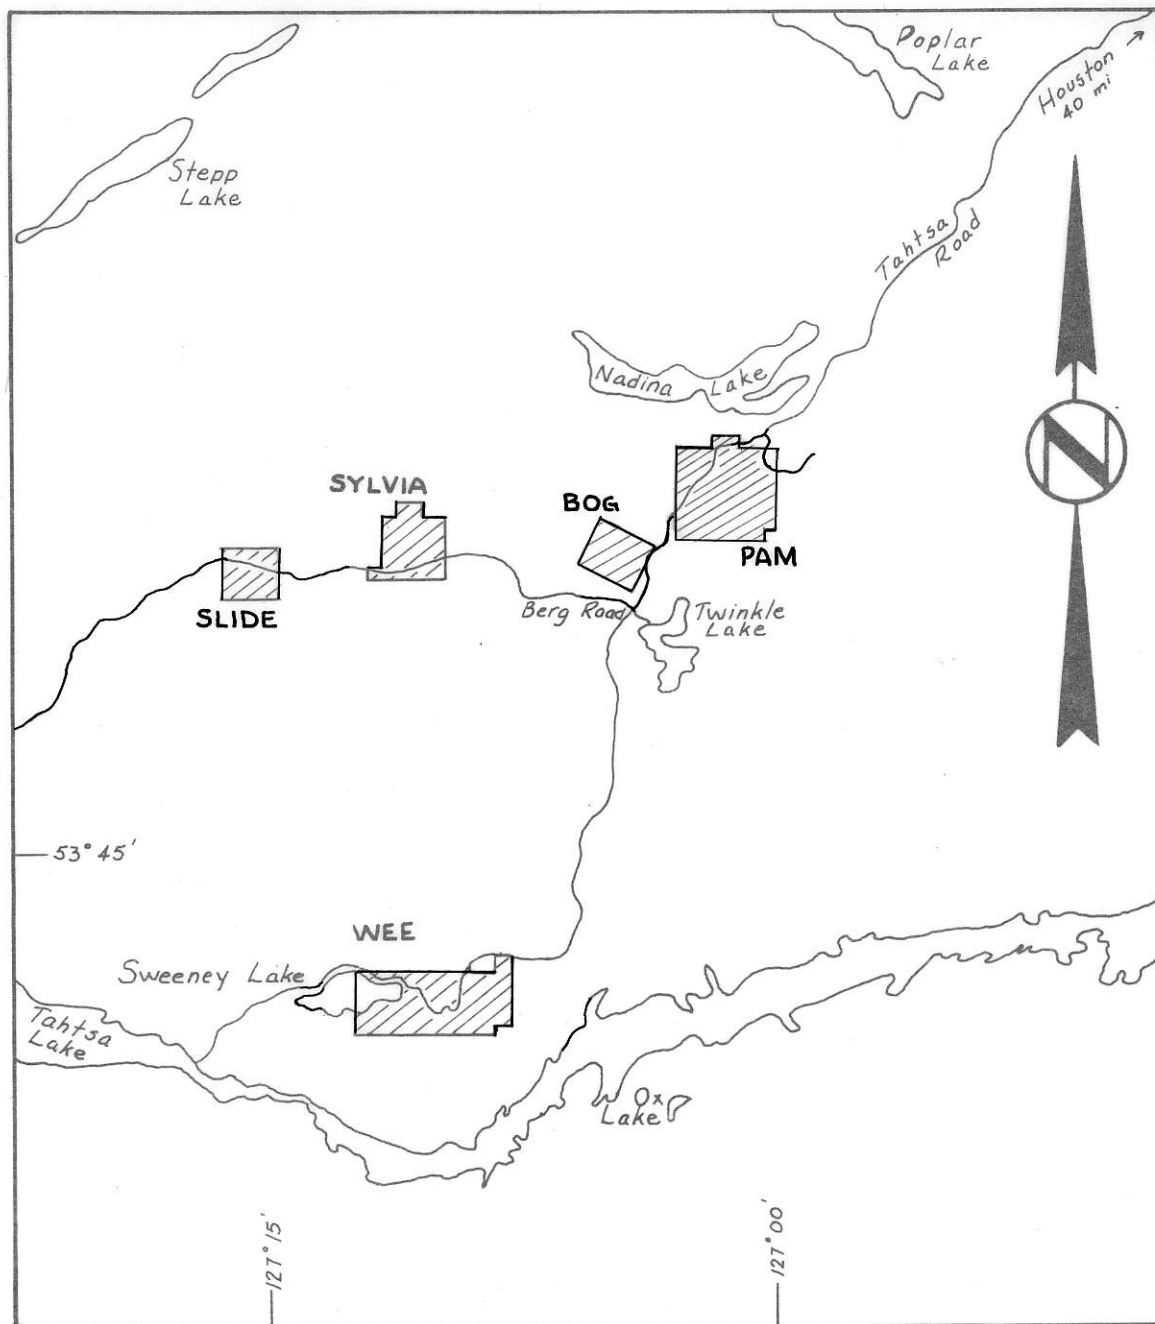 Poplar
Lake
Houston
40 mi
Stepp
Lake
Tahtsa
Road
Nadina Lake
N
SYLVIA
BOG
PAM
SLIDE
Berg Road
Twinkle
Lake
53° 45'
WEE
Sweeney Lake
Tahtsa
Lake
Ox
Lake
127° 15'
127° 00'